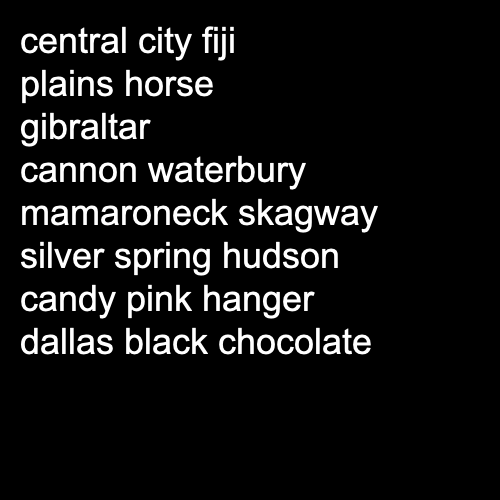 central city fiji
plains horse
gibraltar
cannon waterbury
mamaroneck skagway
silver spring hudson
candy pink hanger
dallas black chocolate